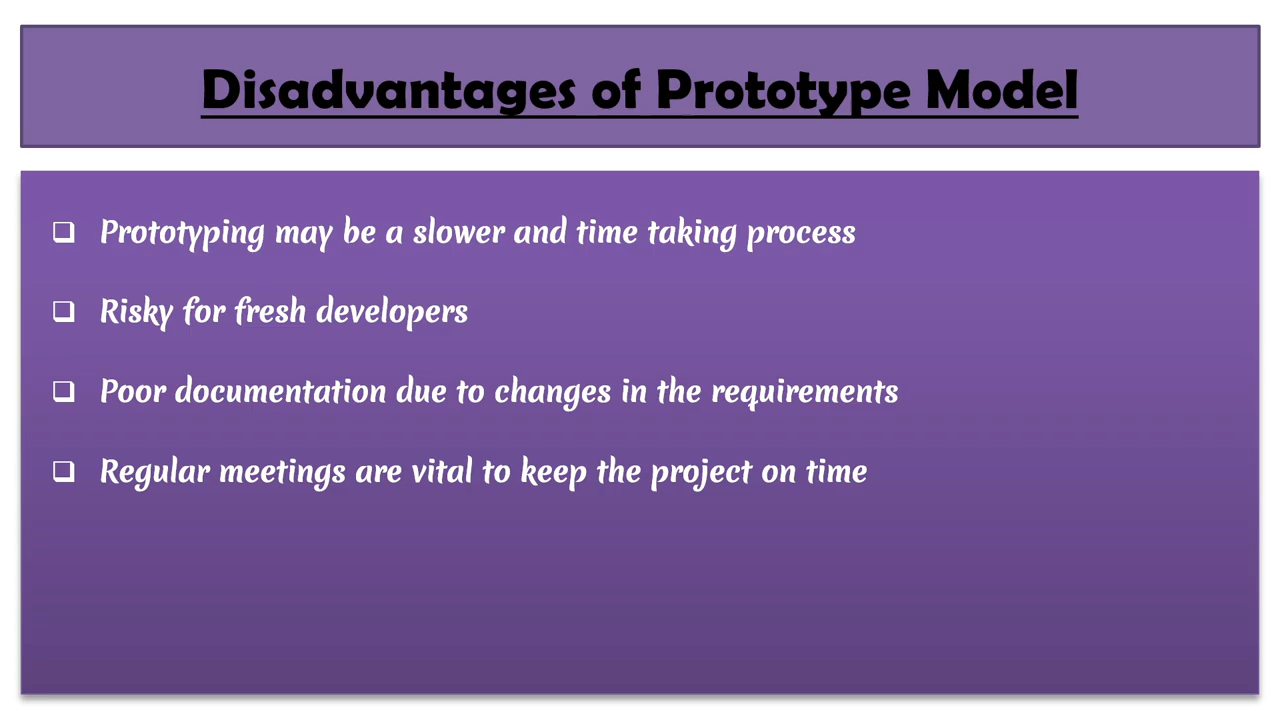 Disadvantages of Prototype Model
❑ Prototyping may be a slower and time taking process
❑ Risky for fresh developers
❑ Poor documentation due to changes in the requirements
❑ Regular meetings are vital to keep the project on time